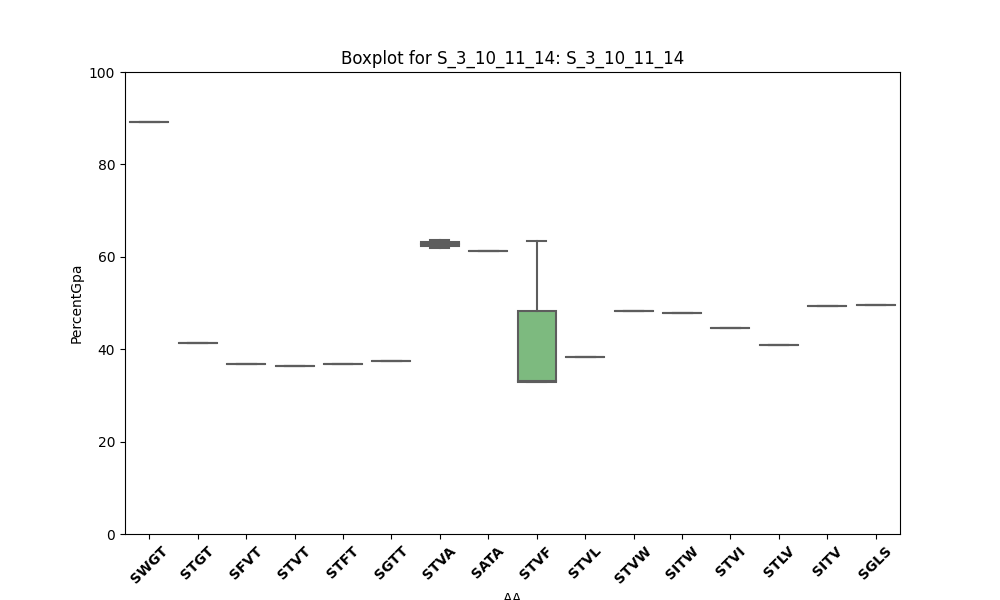 Boxplot for S_3_10_11_14: S_3_10_11_14
100
80
60
40
20
0
PercentGpa
SWGT STGT SFVT STVT STFT SGTT STVA SATA STVF STVL STVW SITW STVI STLV SITV SGLS
AA